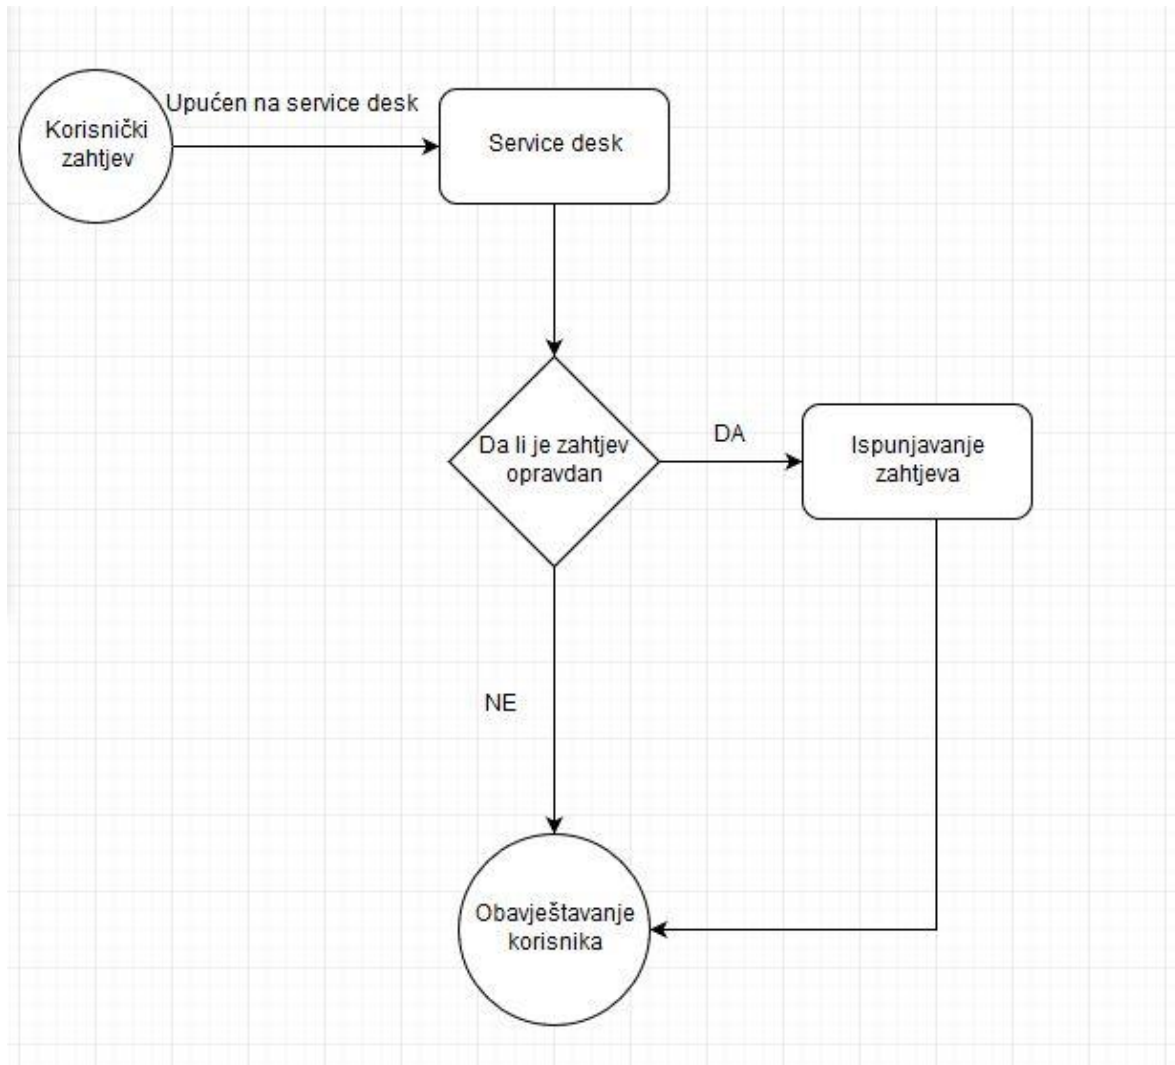 Upućen na service desk
Korisnički
zahtjev
Service desk
Da li je zahtjev
opravdan
DA
Ispunjavanje
zahtjeva
NE
Obavještavanje
korisnika